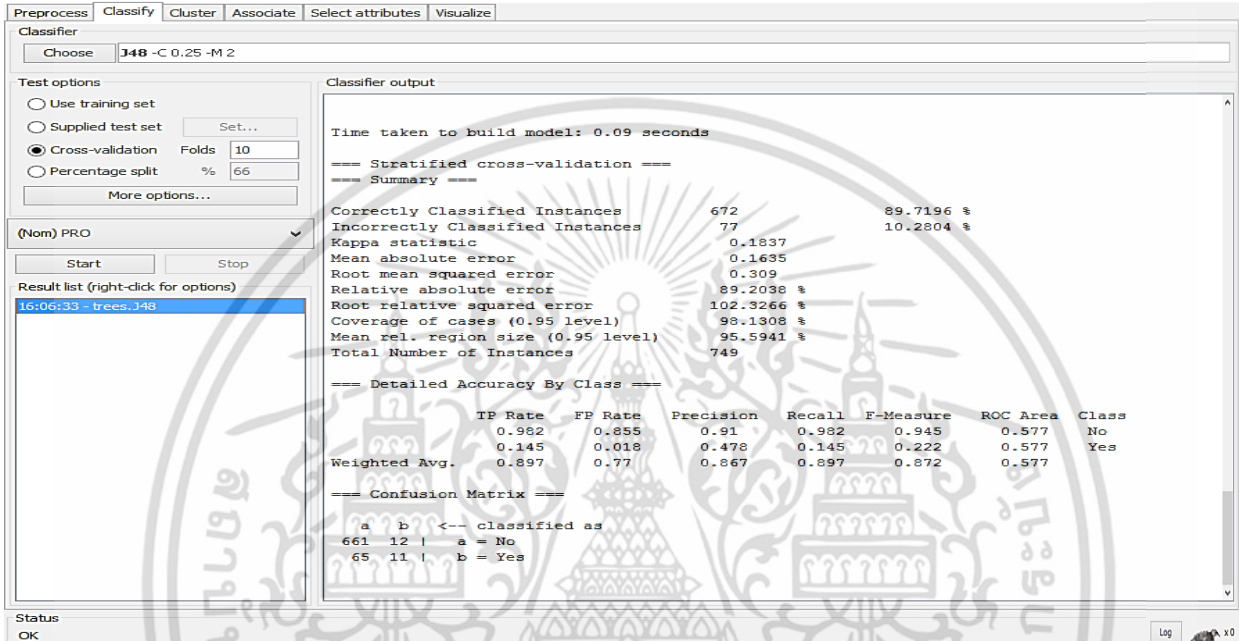 Preprocess Classify Cluster Associate Select attributes Visualize
Classifier
Choose J48 -C 0.25 -M 2
Test options
Use training set
Supplied test set Set...
Cross-validation Folds 10
Percentage split % 66
More options...
(Nom) PRO
Start Stop
Result list (right-click for options)
16:06:33 - trees.J48
Classifier output
Time taken to build model: 0.09 seconds
=== Stratified cross-validation ===
=== Summary ===
Correctly Classified Instances 672 89.7196 %
Incorrectly Classified Instances 77 10.2804 %
Kappa statistic 0.1837
Mean absolute error 0.1635
Root mean squared error 0.309
Relative absolute error 89.2038 %
Root relative squared error 102.3266 %
Coverage of cases (0.95 level) 98.1308 %
Mean rel. region size (0.95 level) 95.5941 %
Total Number of Instances 749
=== Detailed Accuracy By Class ===
TP Rate FP Rate Precision Recall F-Measure ROC Area Class
0.982 0.855 0.91 0.982 0.945 0.577 No
0.145 0.018 0.478 0.145 0.222 0.577 Yes
Weighted Avg. 0.897 0.77 0.867 0.897 0.872 0.577
=== Confusion Matrix ===
a b <-- classified as
661 12 | a = No
65 11 | b = Yes
Status
OK
Log x 0